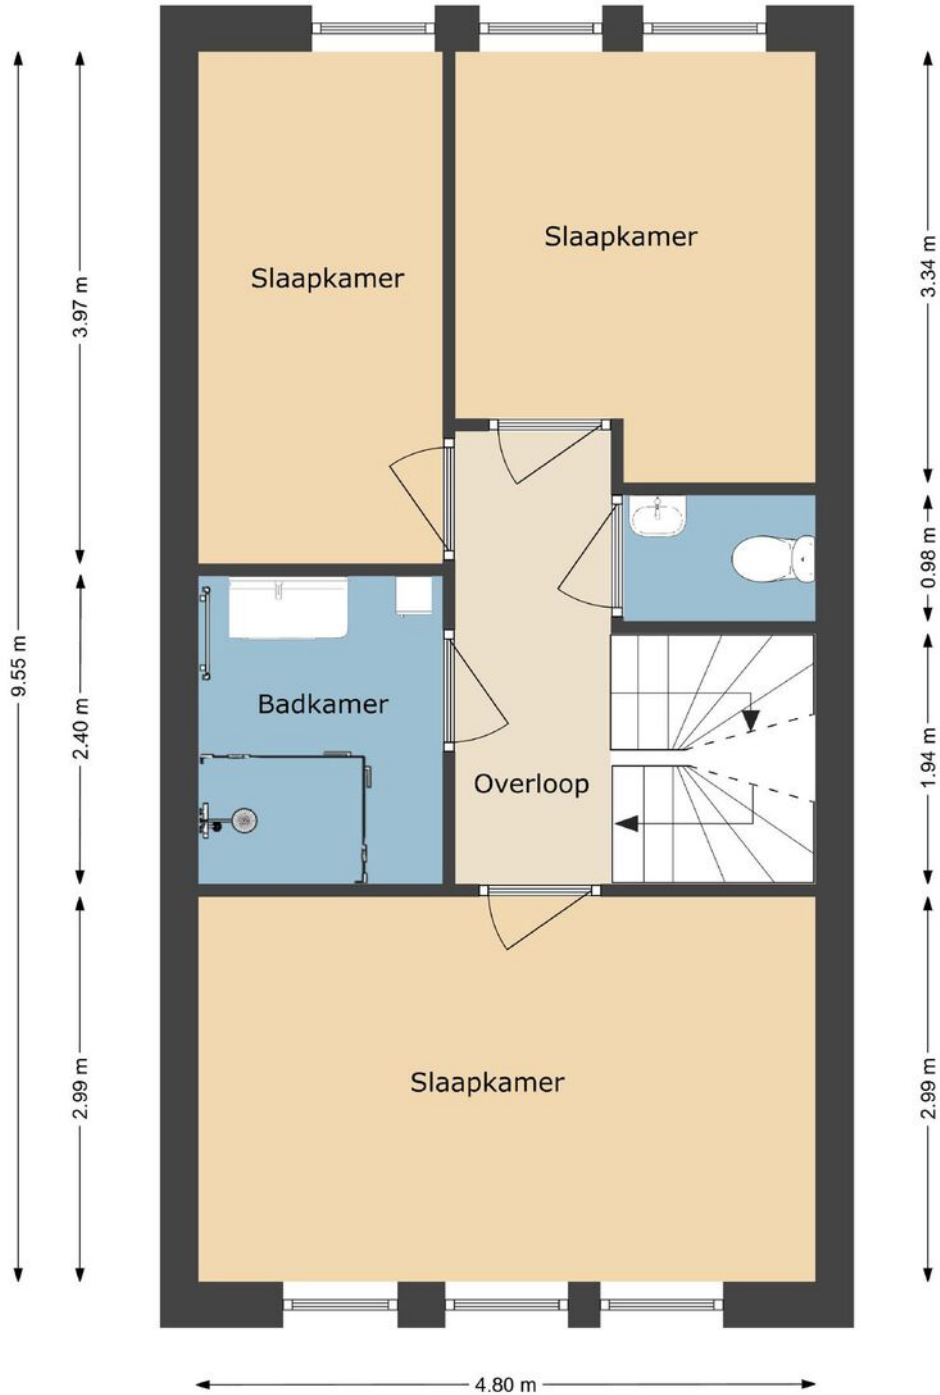 Slaapkamer
Slaapkamer
3.34 m
3.97 m
0.98 m
9.55 m
2.40 m
Badkamer
Overloop
1.94 m
2.99 m
Slaapkamer
2.99 m
4.80 m